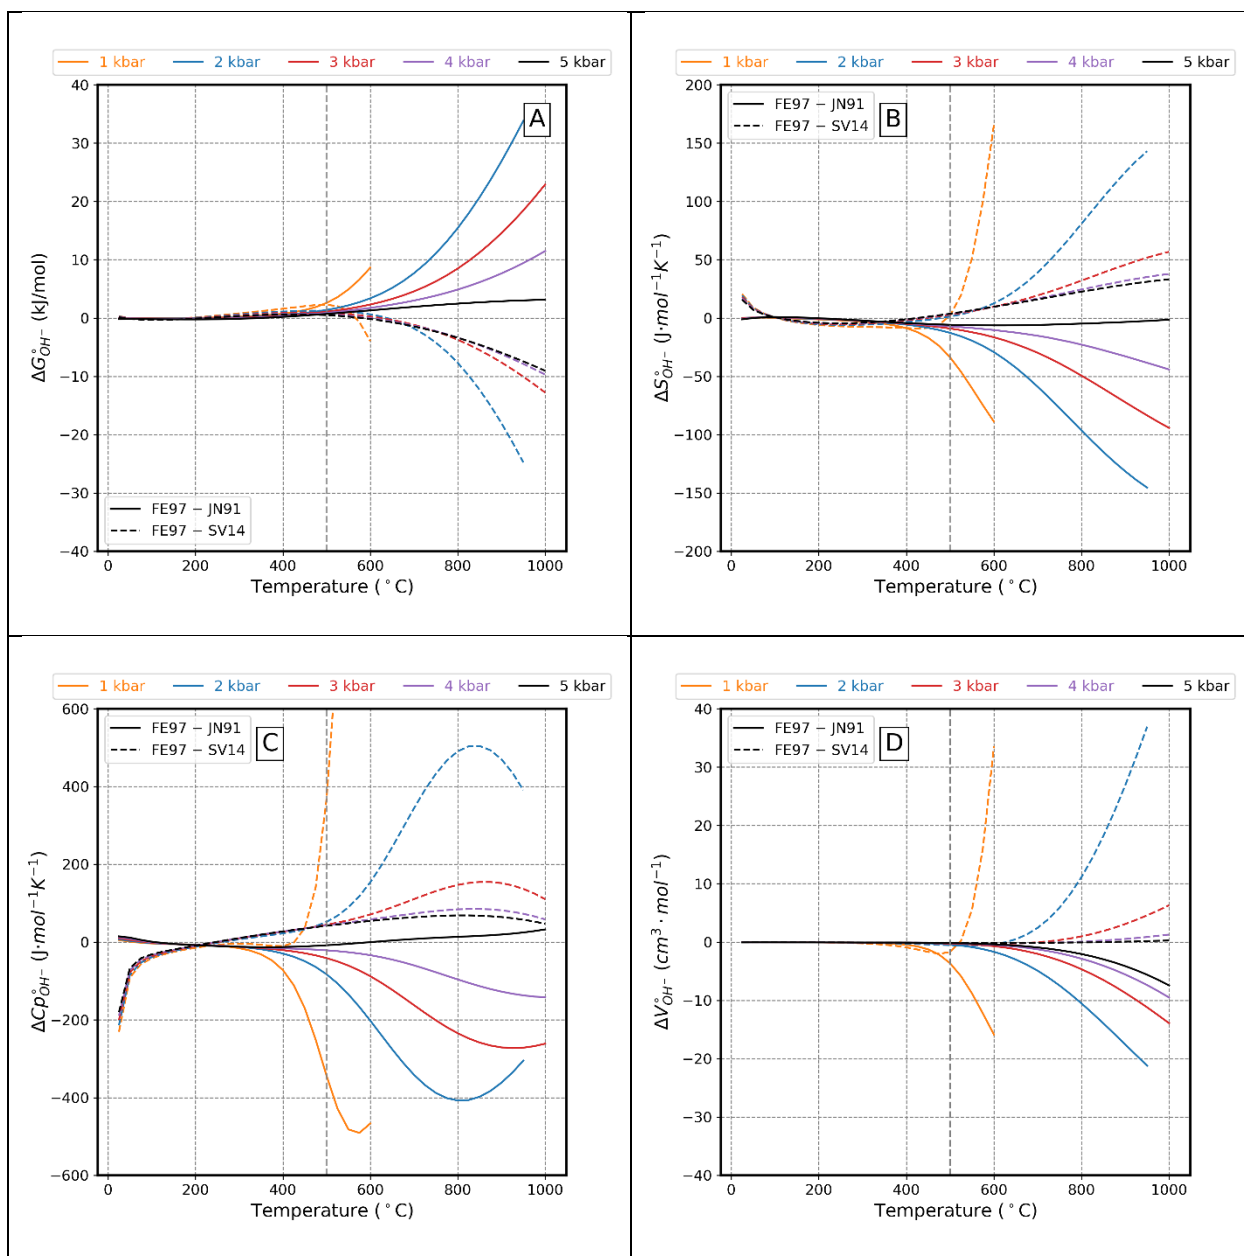 1 kbar 2 kbar 3 kbar 4 kbar 5 kbar
40
30
20
10
0
−10
−20
−30
−40
ΔG°OH− (kJ/mol)
A
FE97 − JN91
FE97 − SV14
0 200 400 600 800 1000
Temperature (°C)
1 kbar 2 kbar 3 kbar 4 kbar 5 kbar
200
150
100
50
0
−50
−100
−150
−200
ΔS°OH− (J·mol−1K−1)
FE97 − JN91
FE97 − SV14
B
0 200 400 600 800 1000
Temperature (°C)
1 kbar 2 kbar 3 kbar 4 kbar 5 kbar
600
400
200
0
−200
−400
−600
ΔCp°OH− (J·mol−1K−1)
FE97 − JN91
FE97 − SV14
C
0 200 400 600 800 1000
Temperature (°C)
1 kbar 2 kbar 3 kbar 4 kbar 5 kbar
40
30
20
10
0
−10
−20
−30
−40
ΔV°OH− (cm3 · mol−1)
FE97 − JN91
FE97 − SV14
D
0 200 400 600 800 1000
Temperature (°C)